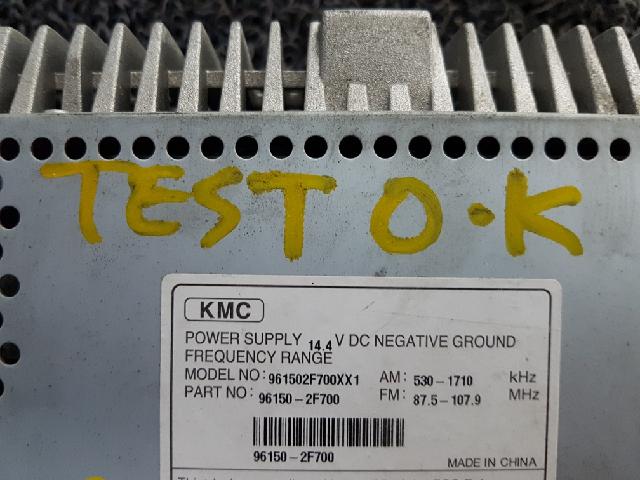 TEST O.K
KMC
POWER SUPPLY 14.4 V DC NEGATIVE GROUND
FREQUENCY RANGE
MODEL NO: 961502F700XX1 AM: 530-1710 kHz
PART NO: 96150-2F700 FM: 87.5-107.9 MHz
96150-2F700
MADE IN CHINA